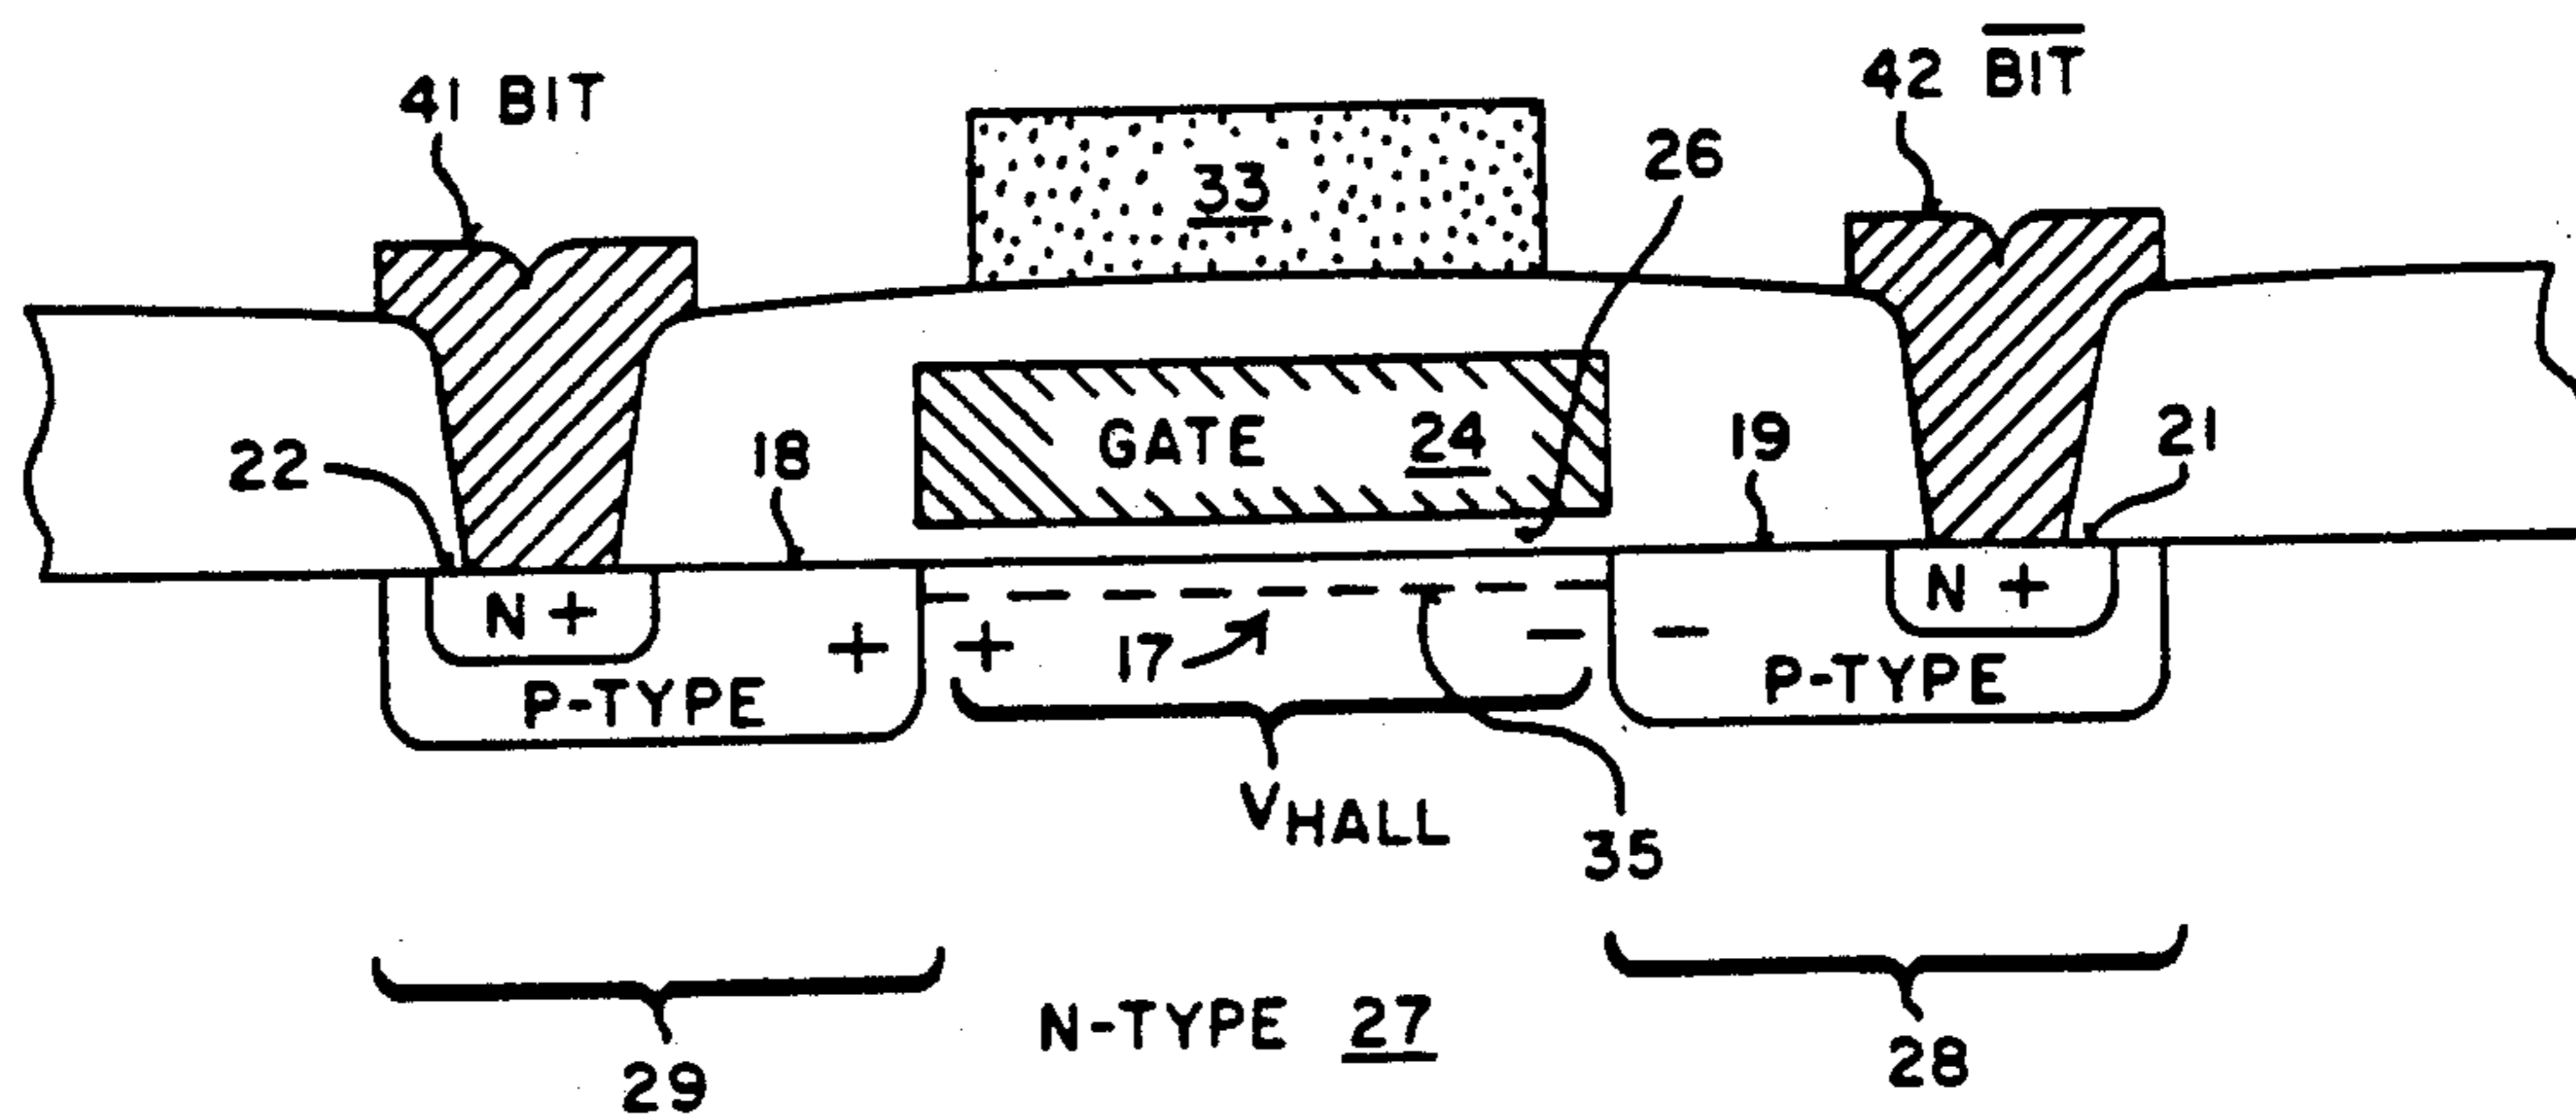 41 BIT
42 B̅I̅T̅
33
26
22
18
GATE 24
19
21
N +
N +
+ +
17
— —
P-TYPE
P-TYPE
VHALL
35
29
N-TYPE 27
28